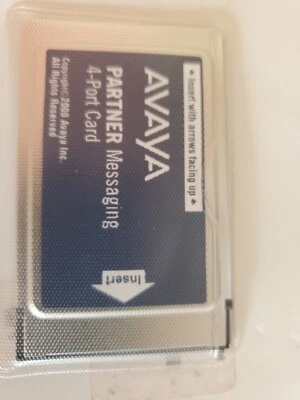 ◄ Insert with arrows facing up ►
AVAYA
PARTNER Messaging
4-Port Card
Copyright 2000 Avaya Inc.
All Rights Reserved
Insert